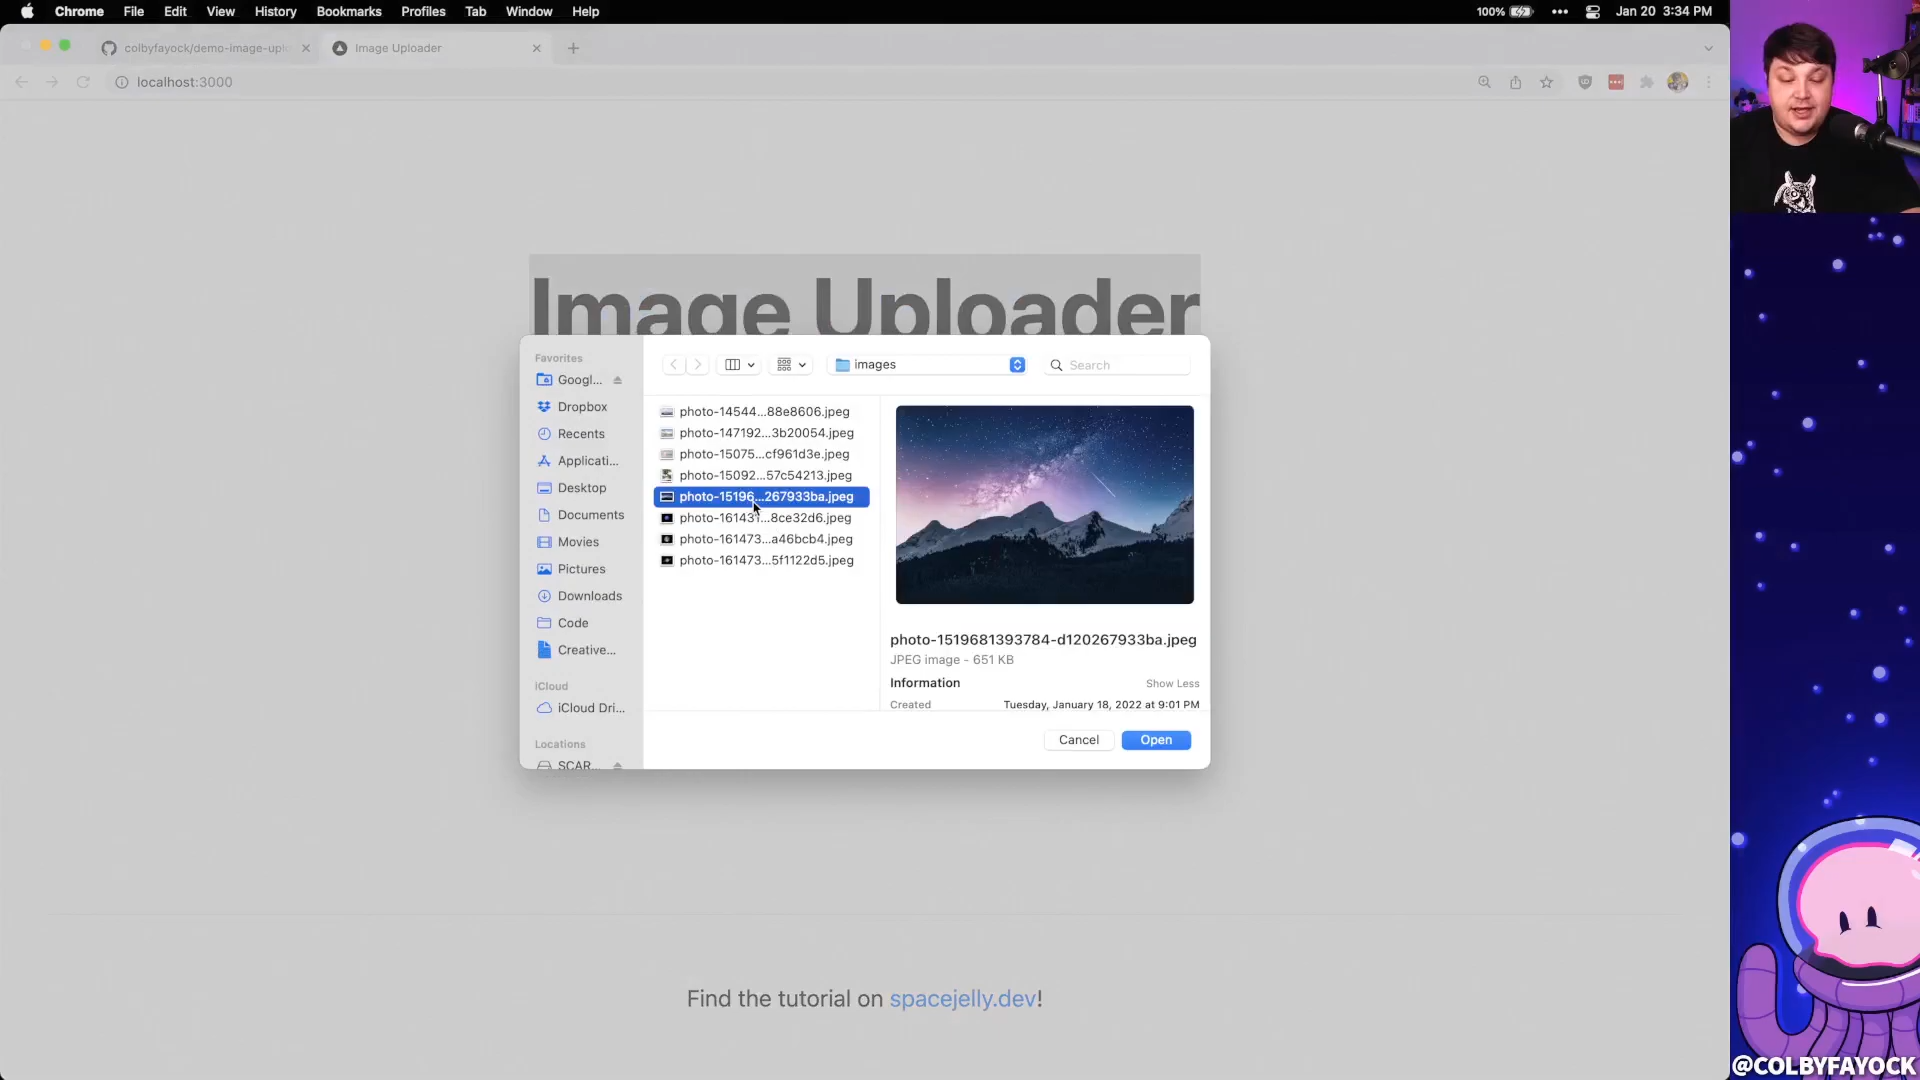 Chrome File Edit View History Bookmarks Profiles Tab Window Help
100% Jan 20 3:34 PM
colbyfayock/demo-image-uplo
Image Uploader
localhost:3000
Image Uploader
Favorites
Googl...
Dropbox
Recents
Applicati...
Desktop
Documents
Movies
Pictures
Downloads
Code
Creative...
iCloud
iCloud Dri...
Locations
SCAR...
images
Search
photo-14544...88e8606.jpeg
photo-147192...3b20054.jpeg
photo-15075...cf961d3e.jpeg
photo-15092...57c54213.jpeg
photo-15196...267933ba.jpeg
photo-161431...8ce32d6.jpeg
photo-161473...a46bcb4.jpeg
photo-161473...5f1122d5.jpeg
photo-1519681393784-d120267933ba.jpeg
JPEG image - 651 KB
Information Show Less
Created Tuesday, January 18, 2022 at 9:01 PM
Cancel Open
Find the tutorial on spacejelly.dev!
@COLBYFAYOCK